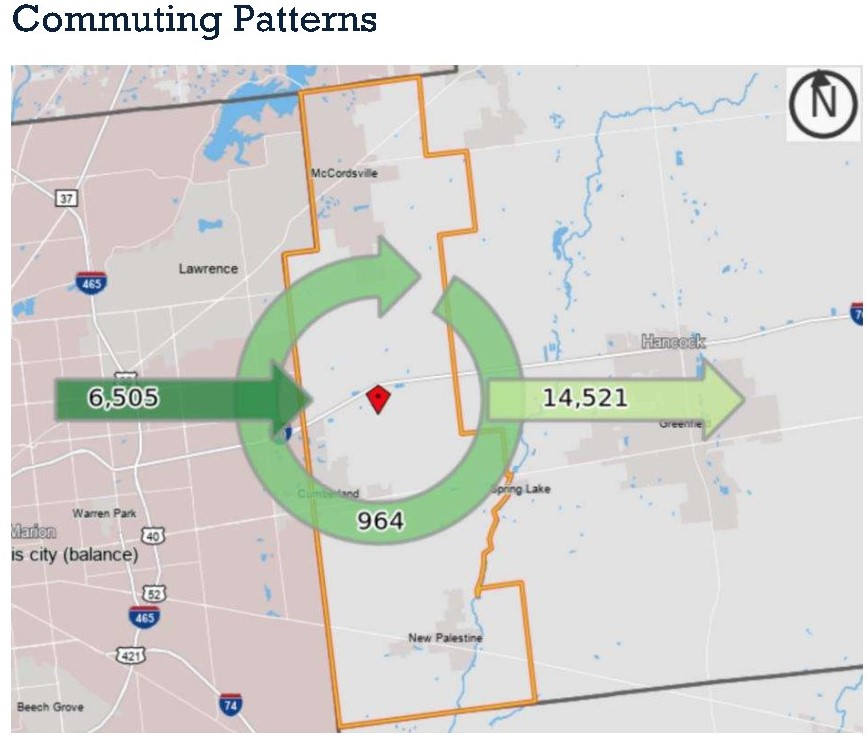 Commuting Patterns
N
McCordsville
37
Lawrence
465
Hancock
6,505
14,521
Greenfield
Cumberland
Spring Lake
964
Warren Park
Marion
40
is city (balance)
52
465
New Palestine
421
74
Beech Grove